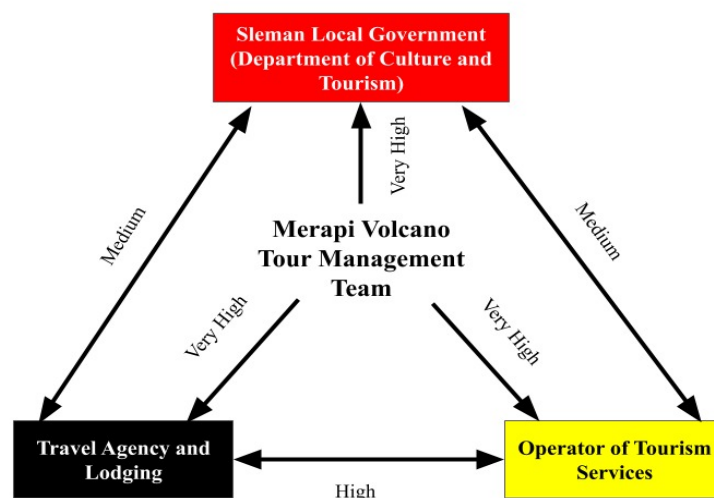 Sleman Local Government
(Department of Culture and
Tourism)
Very High
Medium
Medium
Merapi Volcano
Tour Management
Team
Very High
Very High
Travel Agency and
Lodging
Operator of Tourism
Services
High